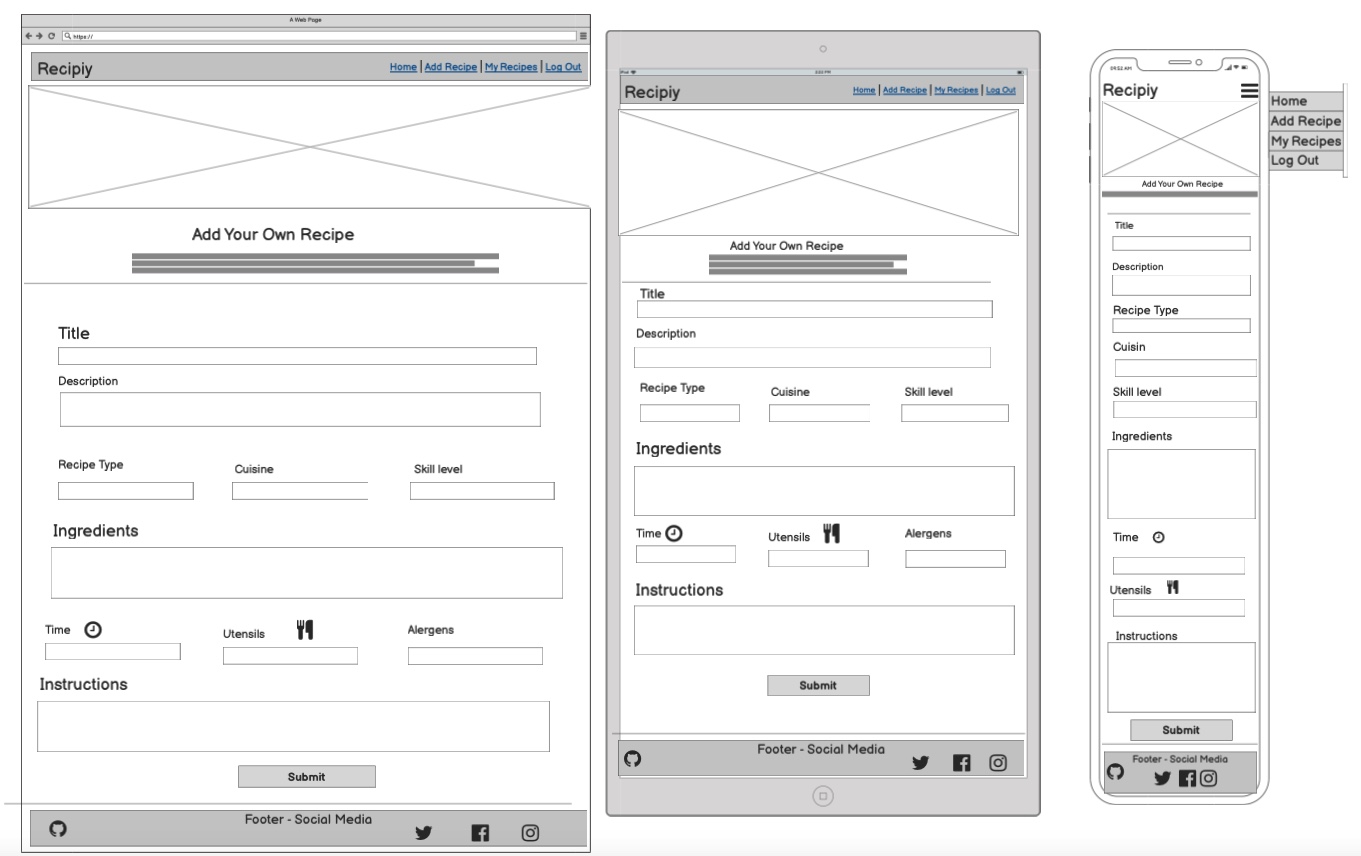 A Web Page
https://
Recipiy
Home | Add Recipe | My Recipes | Log Out
Add Your Own Recipe
Title
Description
Recipe Type Cuisine Skill level
Ingredients
Time Utensils Alergens
Instructions
Submit
Footer - Social Media
iPad 3:32 PM
Recipiy
Home | Add Recipe | My Recipes | Log Out
Add Your Own Recipe
Title
Description
Recipe Type Cuisine Skill level
Ingredients
Time Utensils Alergens
Instructions
Submit
Footer - Social Media
09:52 AM
Recipiy
Home
Add Recipe
My Recipes
Log Out
Add Your Own Recipe
Title
Description
Recipe Type
Cuisin
Skill level
Ingredients
Time
Utensils
Instructions
Submit
Footer - Social Media